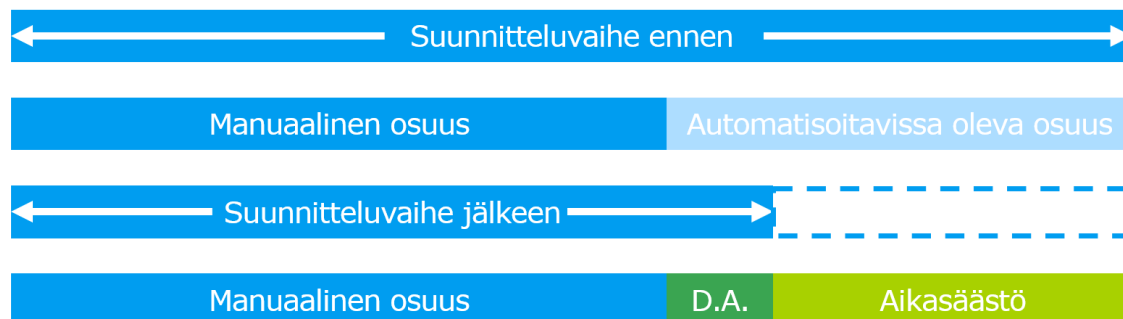 Suunnitteluvaihe ennen
Manuaalinen osuus
Automatisoitavissa oleva osuus
Suunnitteluvaihe jälkeen
Manuaalinen osuus
D.A.
Aikasäästö